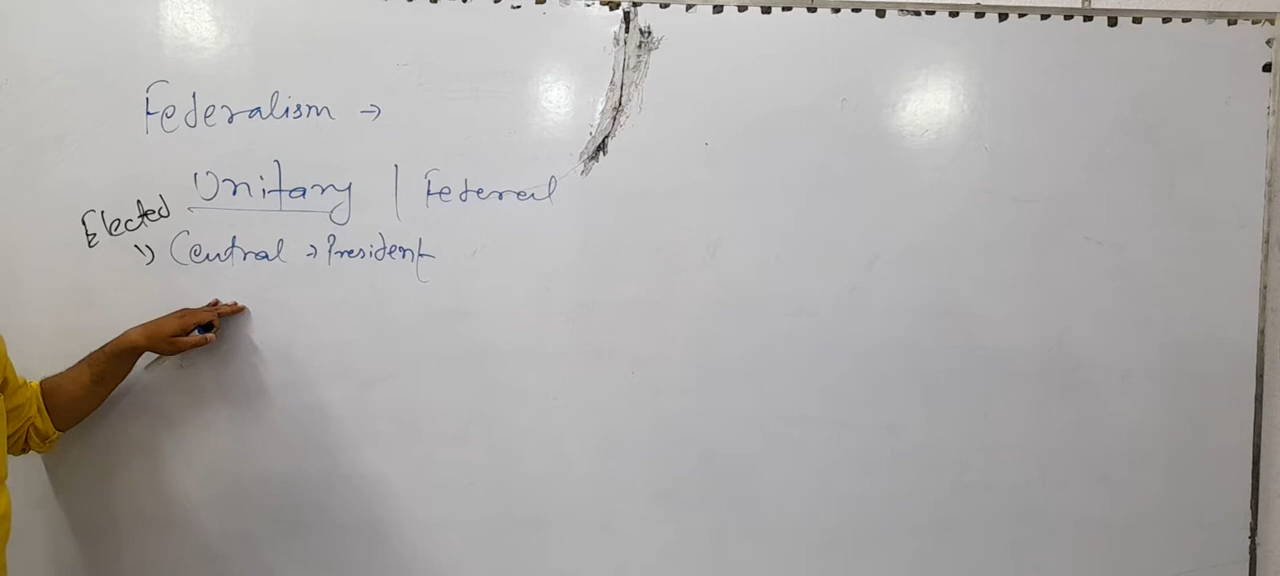 Federalism →
Unitary | Federal
Elected
1) Central → President